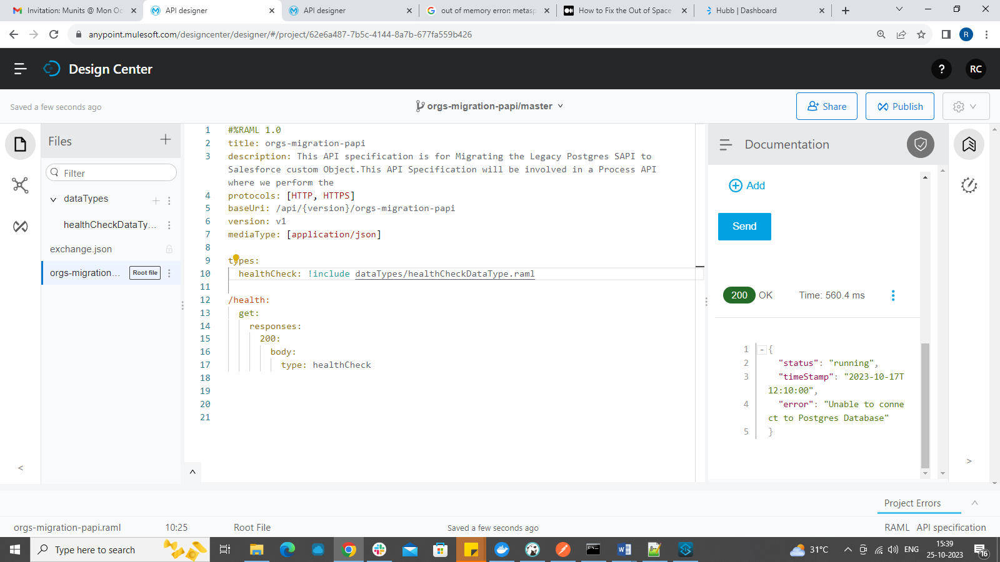 Invitation: Munits @ Mon Oc
API designer
API designer
out of memory error: metasp
How to Fix the Out of Space
Hubb | Dashboard
anypoint.mulesoft.com/designcenter/designer/#/project/62e6a487-7b5c-4144-8a7b-677fa559b426
R
Design Center
?
RC
Saved a few seconds ago
orgs-migration-papi/master
Share
Publish
Files
Filter
dataTypes
healthCheckDataTy...
exchange.json
orgs-migration...
Root file
1 #%RAML 1.0
2 title: orgs-migration-papi
3 description: This API specification is for Migrating the Legacy Postgres SAPI to
Salesforce custom Object.This API Specification will be involved in a Process API
where we perform the
4 protocols: [HTTP, HTTPS]
5 baseUri: /api/{version}/orgs-migration-papi
6 version: v1
7 mediaType: [application/json]
8
9 types:
10 healthCheck: !include dataTypes/healthCheckDataType.raml
11
12 /health:
13 get:
14 responses:
15 200:
16 body:
17 type: healthCheck
18
19
20
21
Documentation
Add
Send
200 OK Time: 560.4 ms
1 {
2 "status": "running",
3 "timeStamp": "2023-10-17T
12:10:00",
4 "error": "Unable to conne
ct to Postgres Database"
5 }
Project Errors
orgs-migration-papi.raml
10:25
Root File
Saved a few seconds ago
RAML API specification
Type here to search
31°C
ENG
15:39
25-10-2023
16